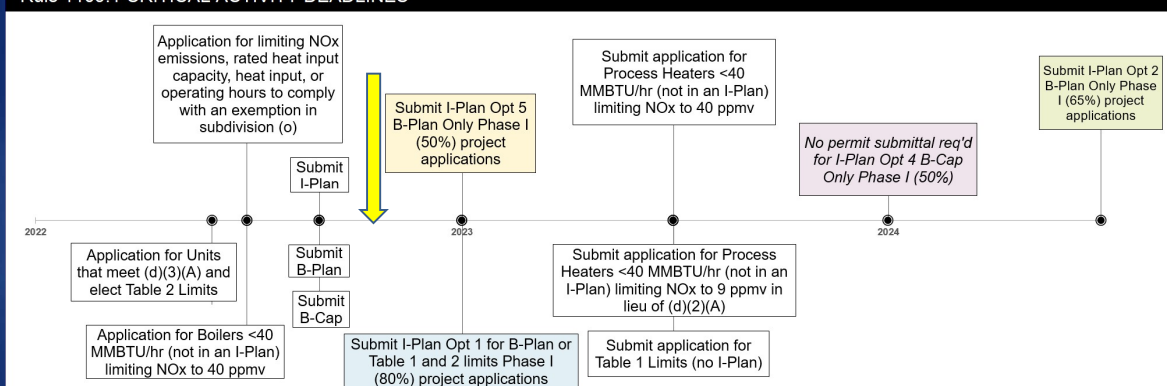 Application for limiting NOx
emissions, rated heat input
capacity, heat input, or
operating hours to comply
with an exemption in
subdivision (o)
Submit
I-Plan
Submit I-Plan Opt 5
B-Plan Only Phase I
(50%) project
applications
Submit application for
Process Heaters <40
MMBTU/hr (not in an I-Plan)
limiting NOx to 40 ppmv
No permit submittal req'd
for I-Plan Opt 4 B-Cap
Only Phase I (50%)
Submit I-Plan Opt 2
B-Plan Only Phase
I (65%) project
applications
2022
2023
2024
Application for Units
that meet (d)(3)(A) and
elect Table 2 Limits
Application for Boilers <40
MMBTU/hr (not in an I-Plan)
limiting NOx to 40 ppmv
Submit
B-Plan
Submit
B-Cap
Submit I-Plan Opt 1 for B-Plan or
Table 1 and 2 limits Phase I
(80%) project applications
Submit application for Process
Heaters <40 MMBTU/hr (not in an
I-Plan) limiting NOx to 9 ppmv in
lieu of (d)(2)(A)
Submit application for
Table 1 Limits (no I-Plan)